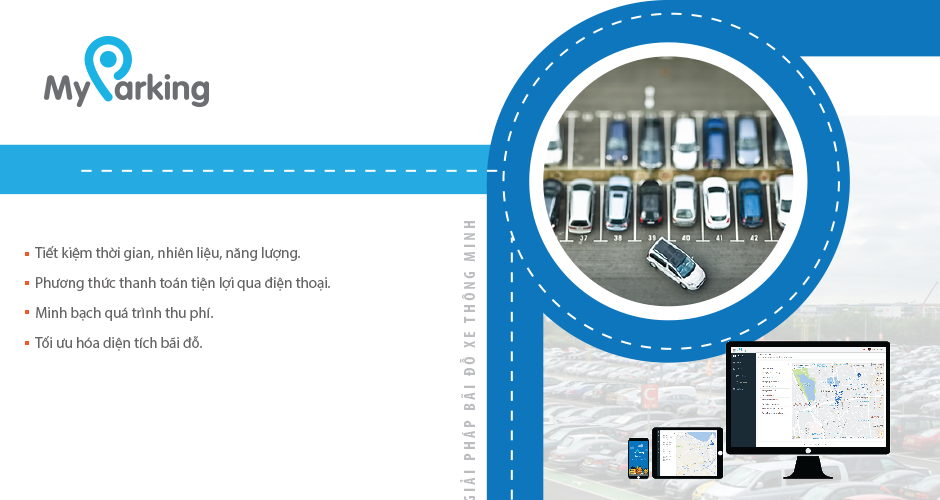 MyParking
Tiết kiệm thời gian, nhiên liệu, năng lượng.
Phương thức thanh toán tiện lợi qua điện thoại.
Minh bạch quá trình thu phí.
Tối ưu hóa diện tích bãi đỗ.
GIẢI PHÁP BÃI ĐỖ XE THÔNG MINH
37 38 39 40 41 42
C